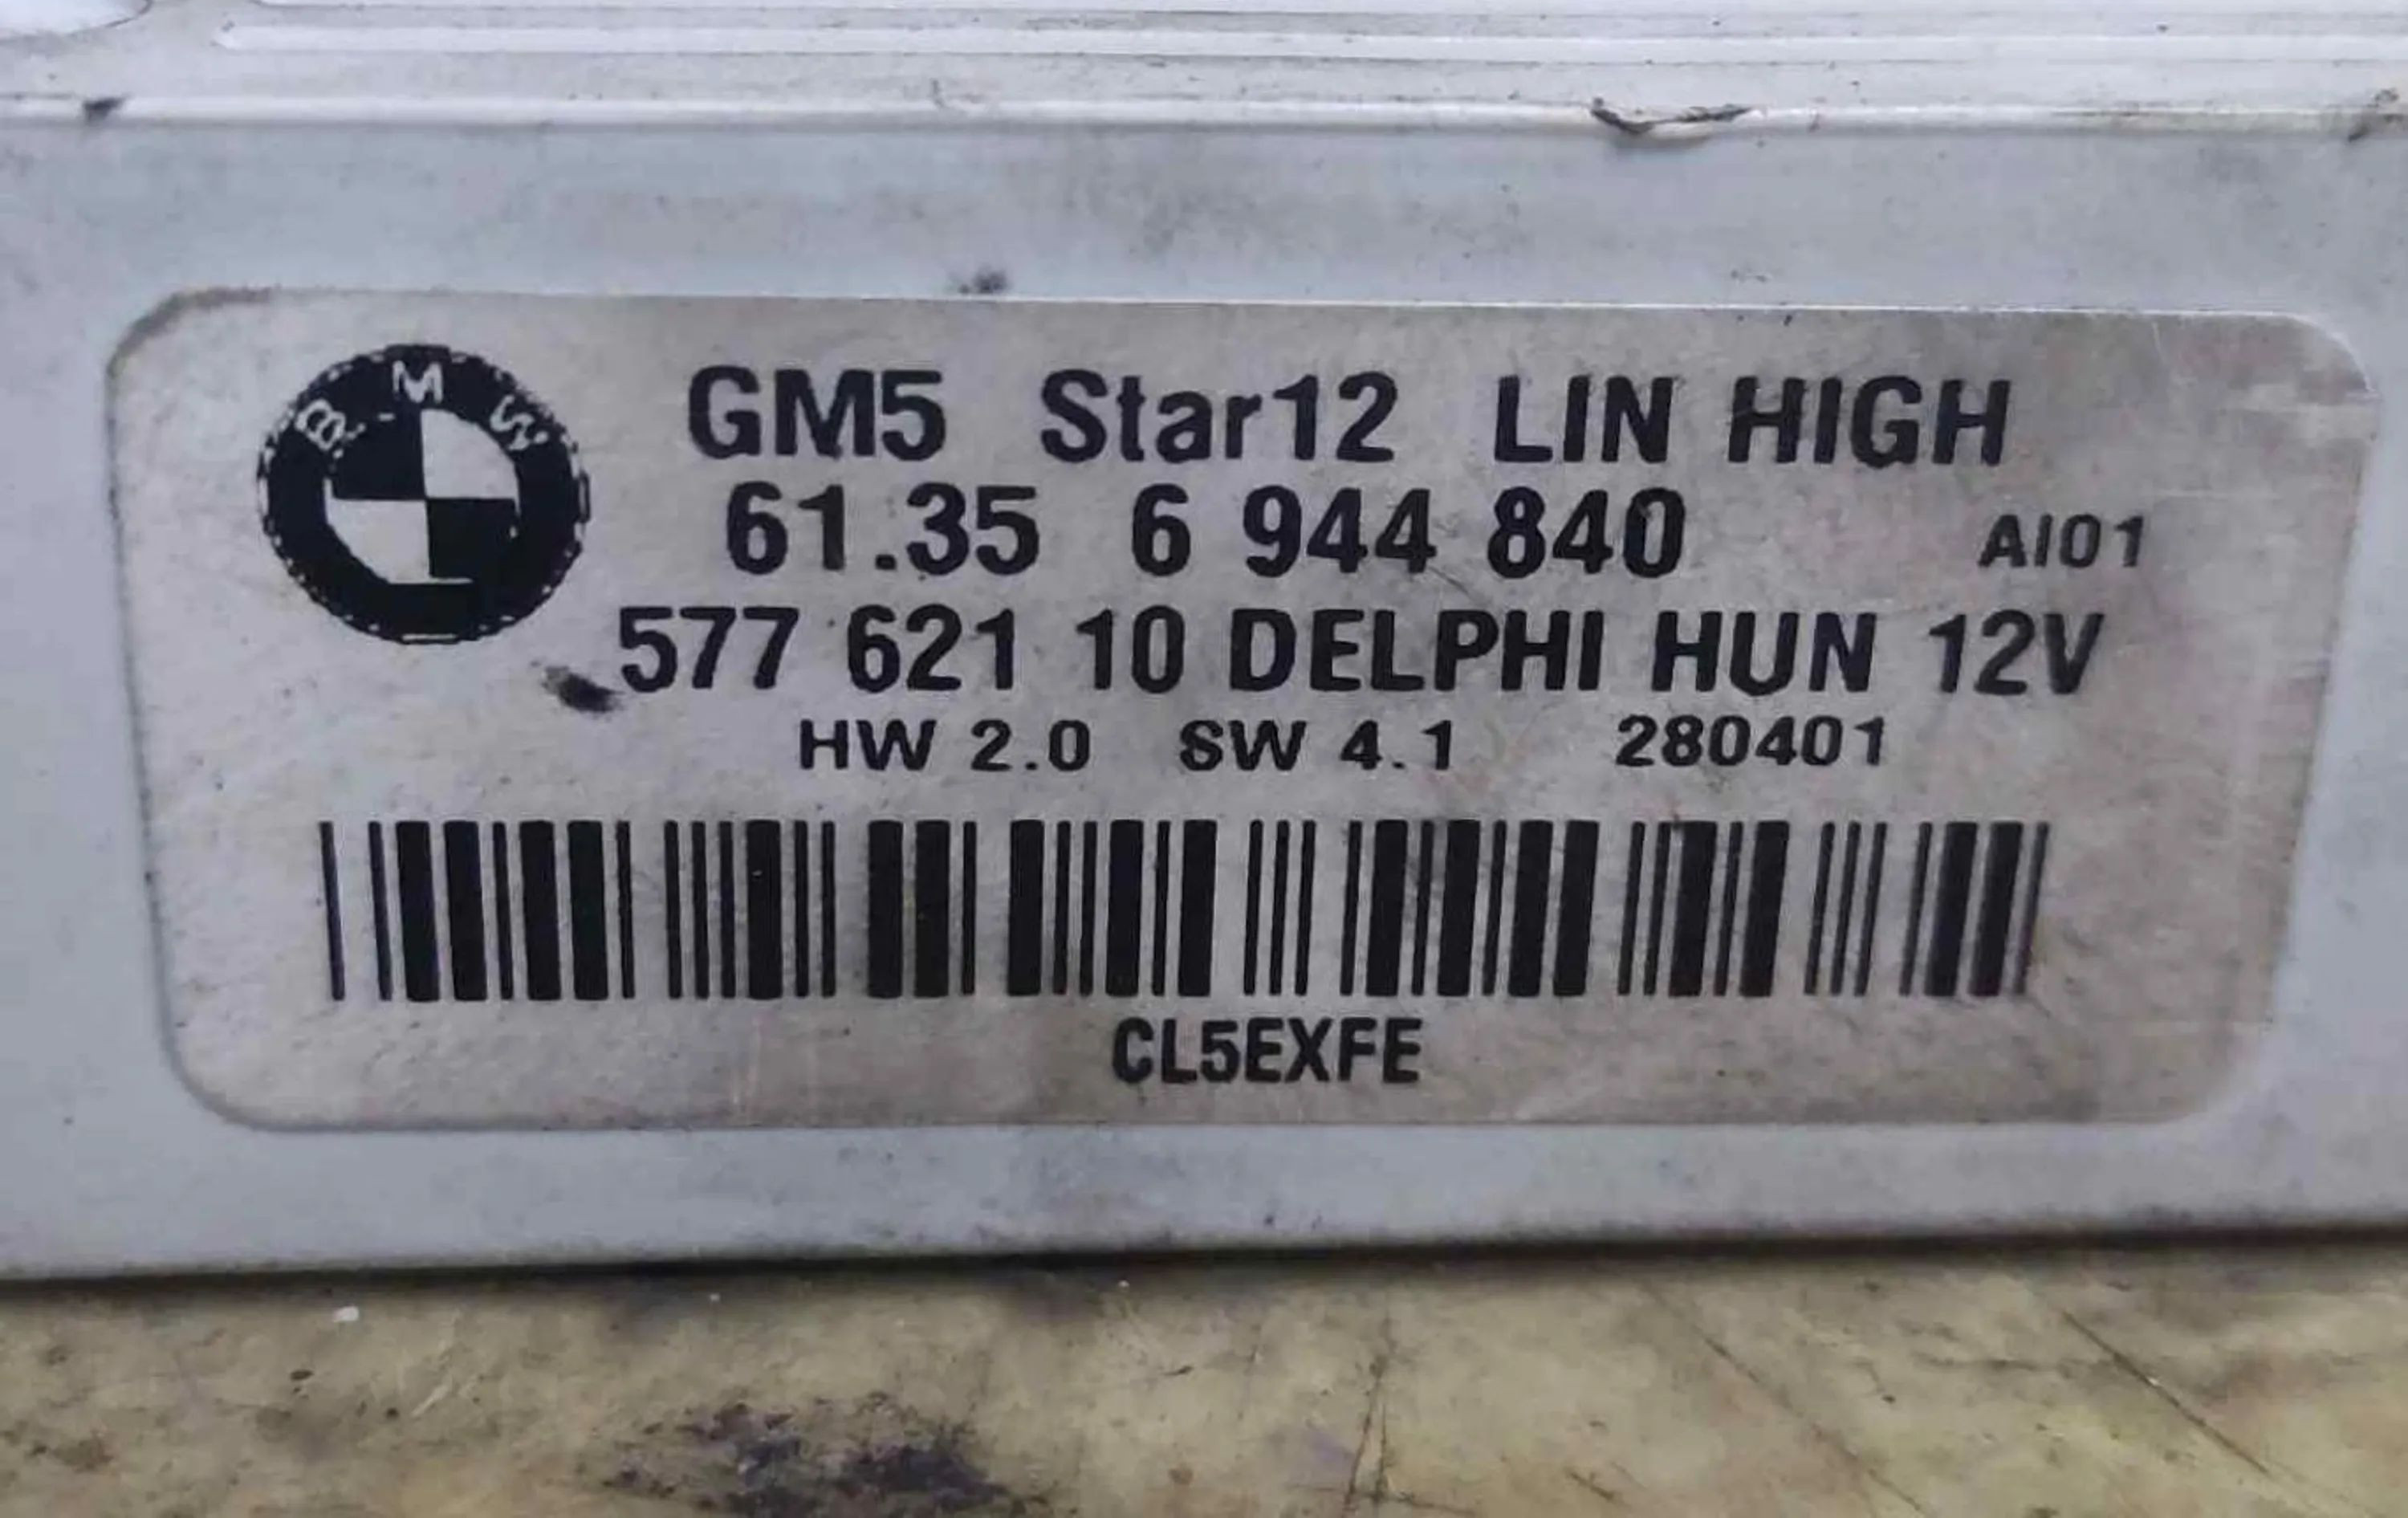 BMW
GM5 Star12 LIN HIGH
61.35 6 944 840 AI01
577 621 10 DELPHI HUN 12V
HW 2.0 SW 4.1 280401
CL5EXFE